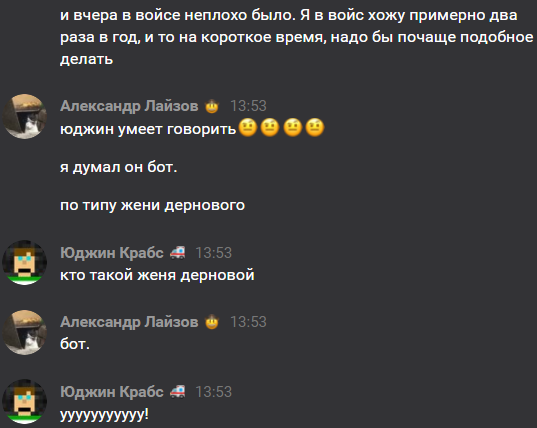 и вчера в войсе неплохо было. Я в войс хожу примерно два
раза в год, и то на короткое время, надо бы почаще подобное
делать
Александр Лайзов 13:53
юджин умеет говорить🤨🤨🤨🤨
я думал он бот.
по типу жени дернового
Юджин Крабс 🚑 13:53
кто такой женя дерновой
Александр Лайзов 13:53
бот.
Юджин Крабс 🚑 13:53
ууууууууууу!